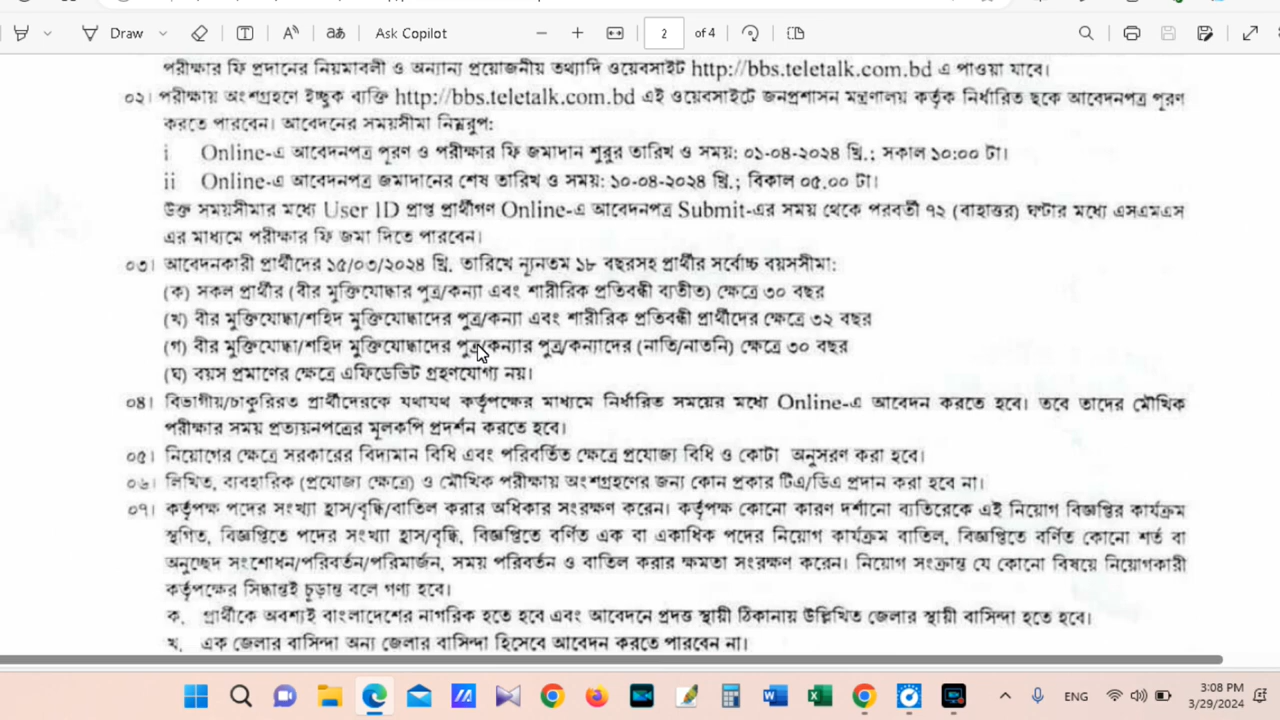 Draw
Ask Copilot
2 of 4
পরীক্ষার ফি প্রদানের নিয়মাবলী ও অন্যান্য প্রয়োজনীয় তথ্যাদি ওয়েবসাইট http://bbs.teletalk.com.bd এ পাওয়া যাবে।
০২। পরীক্ষায় অংশগ্রহণে ইচ্ছুক ব্যক্তি http://bbs.teletalk.com.bd এই ওয়েবসাইটে জনপ্রশাসন মন্ত্রণালয় কর্তৃক নির্ধারিত ছকে আবেদনপত্র পূরণ
করতে পারবেন। আবেদনের সময়সীমা নিম্নরুপ:
i Online-এ আবেদনপত্র পূরণ ও পরীক্ষার ফি জমাদান শুরুর তারিখ ও সময়: ০১-০৪-২০২৪ খ্রি.; সকাল ১০:০০ টা।
ii Online-এ আবেদনপত্র জমাদানের শেষ তারিখ ও সময়: ১০-০৪-২০২৪ খ্রি.; বিকাল ০৫.০০ টা।
উক্ত সময়সীমার মধ্যে User ID প্রাপ্ত প্রার্থীগণ Online-এ আবেদনপত্র Submit-এর সময় থেকে পরবর্তী ৭২ (বাহাত্তর) ঘণ্টার মধ্যে এসএমএস
এর মাধ্যমে পরীক্ষার ফি জমা দিতে পারবেন।
০৩। আবেদনকারী প্রার্থীদের ১৫/০৩/২০২৪ খ্রি. তারিখে ন্যূনতম ১৮ বছরসহ প্রার্থীর সর্বোচ্চ বয়সসীমা:
(ক) সকল প্রার্থীর (বীর মুক্তিযোদ্ধার পুত্র/কন্যা এবং শারীরিক প্রতিবন্ধী ব্যতীত) ক্ষেত্রে ৩০ বছর
(খ) বীর মুক্তিযোদ্ধা/শহিদ মুক্তিযোদ্ধাদের পুত্র/কন্যা এবং শারীরিক প্রতিবন্ধী প্রার্থীদের ক্ষেত্রে ৩২ বছর
(গ) বীর মুক্তিযোদ্ধা/শহিদ মুক্তিযোদ্ধাদের পুত্র/কন্যার পুত্র/কন্যাদের (নাতি/নাতনি) ক্ষেত্রে ৩০ বছর
(ঘ) বয়স প্রমাণের ক্ষেত্রে এফিডেভিট গ্রহণযোগ্য নয়।
০৪। বিভাগীয়/চাকুরিরত প্রার্থীদেরকে যথাযথ কর্তৃপক্ষের মাধ্যমে নির্ধারিত সময়ের মধ্যে Online-এ আবেদন করতে হবে। তবে তাদের মৌখিক
পরীক্ষার সময় প্রত্যয়নপত্রের মূলকপি প্রদর্শন করতে হবে।
০৫। নিয়োগের ক্ষেত্রে সরকারের বিদ্যমান বিধি এবং পরিবর্তিত ক্ষেত্রে প্রযোজ্য বিধি ও কোটা অনুসরণ করা হবে।
০৬। লিখিত, ব্যবহারিক (প্রযোজ্য ক্ষেত্রে) ও মৌখিক পরীক্ষায় অংশগ্রহণের জন্য কোন প্রকার টিএ/ডিএ প্রদান করা হবে না।
০৭। কর্তৃপক্ষ পদের সংখ্যা হ্রাস/বৃদ্ধি/বাতিল করার অধিকার সংরক্ষণ করেন। কর্তৃপক্ষ কোনো কারণ দর্শানো ব্যতিরেকে এই নিয়োগ বিজ্ঞপ্তির কার্যক্রম
স্থগিত, বিজ্ঞপ্তিতে পদের সংখ্যা হ্রাস/বৃদ্ধি, বিজ্ঞপ্তিতে বর্ণিত এক বা একাধিক পদের নিয়োগ কার্যক্রম বাতিল, বিজ্ঞপ্তিতে বর্ণিত কোনো শর্ত বা
অনুচ্ছেদ সংশোধন/পরিবর্তন/পরিমার্জন, সময় পরিবর্তন ও বাতিল করার ক্ষমতা সংরক্ষণ করেন। নিয়োগ সংক্রান্ত যে কোনো বিষয়ে নিয়োগকারী
কর্তৃপক্ষের সিদ্ধান্তই চূড়ান্ত বলে গণ্য হবে।
ক. প্রার্থীকে অবশ্যই বাংলাদেশের নাগরিক হতে হবে এবং আবেদনে প্রদত্ত স্থায়ী ঠিকানায় উল্লিখিত জেলার স্থায়ী বাসিন্দা হতে হবে।
খ. এক জেলার বাসিন্দা অন্য জেলার বাসিন্দা হিসেবে আবেদন করতে পারবেন না।
ENG
3:08 PM
3/29/2024